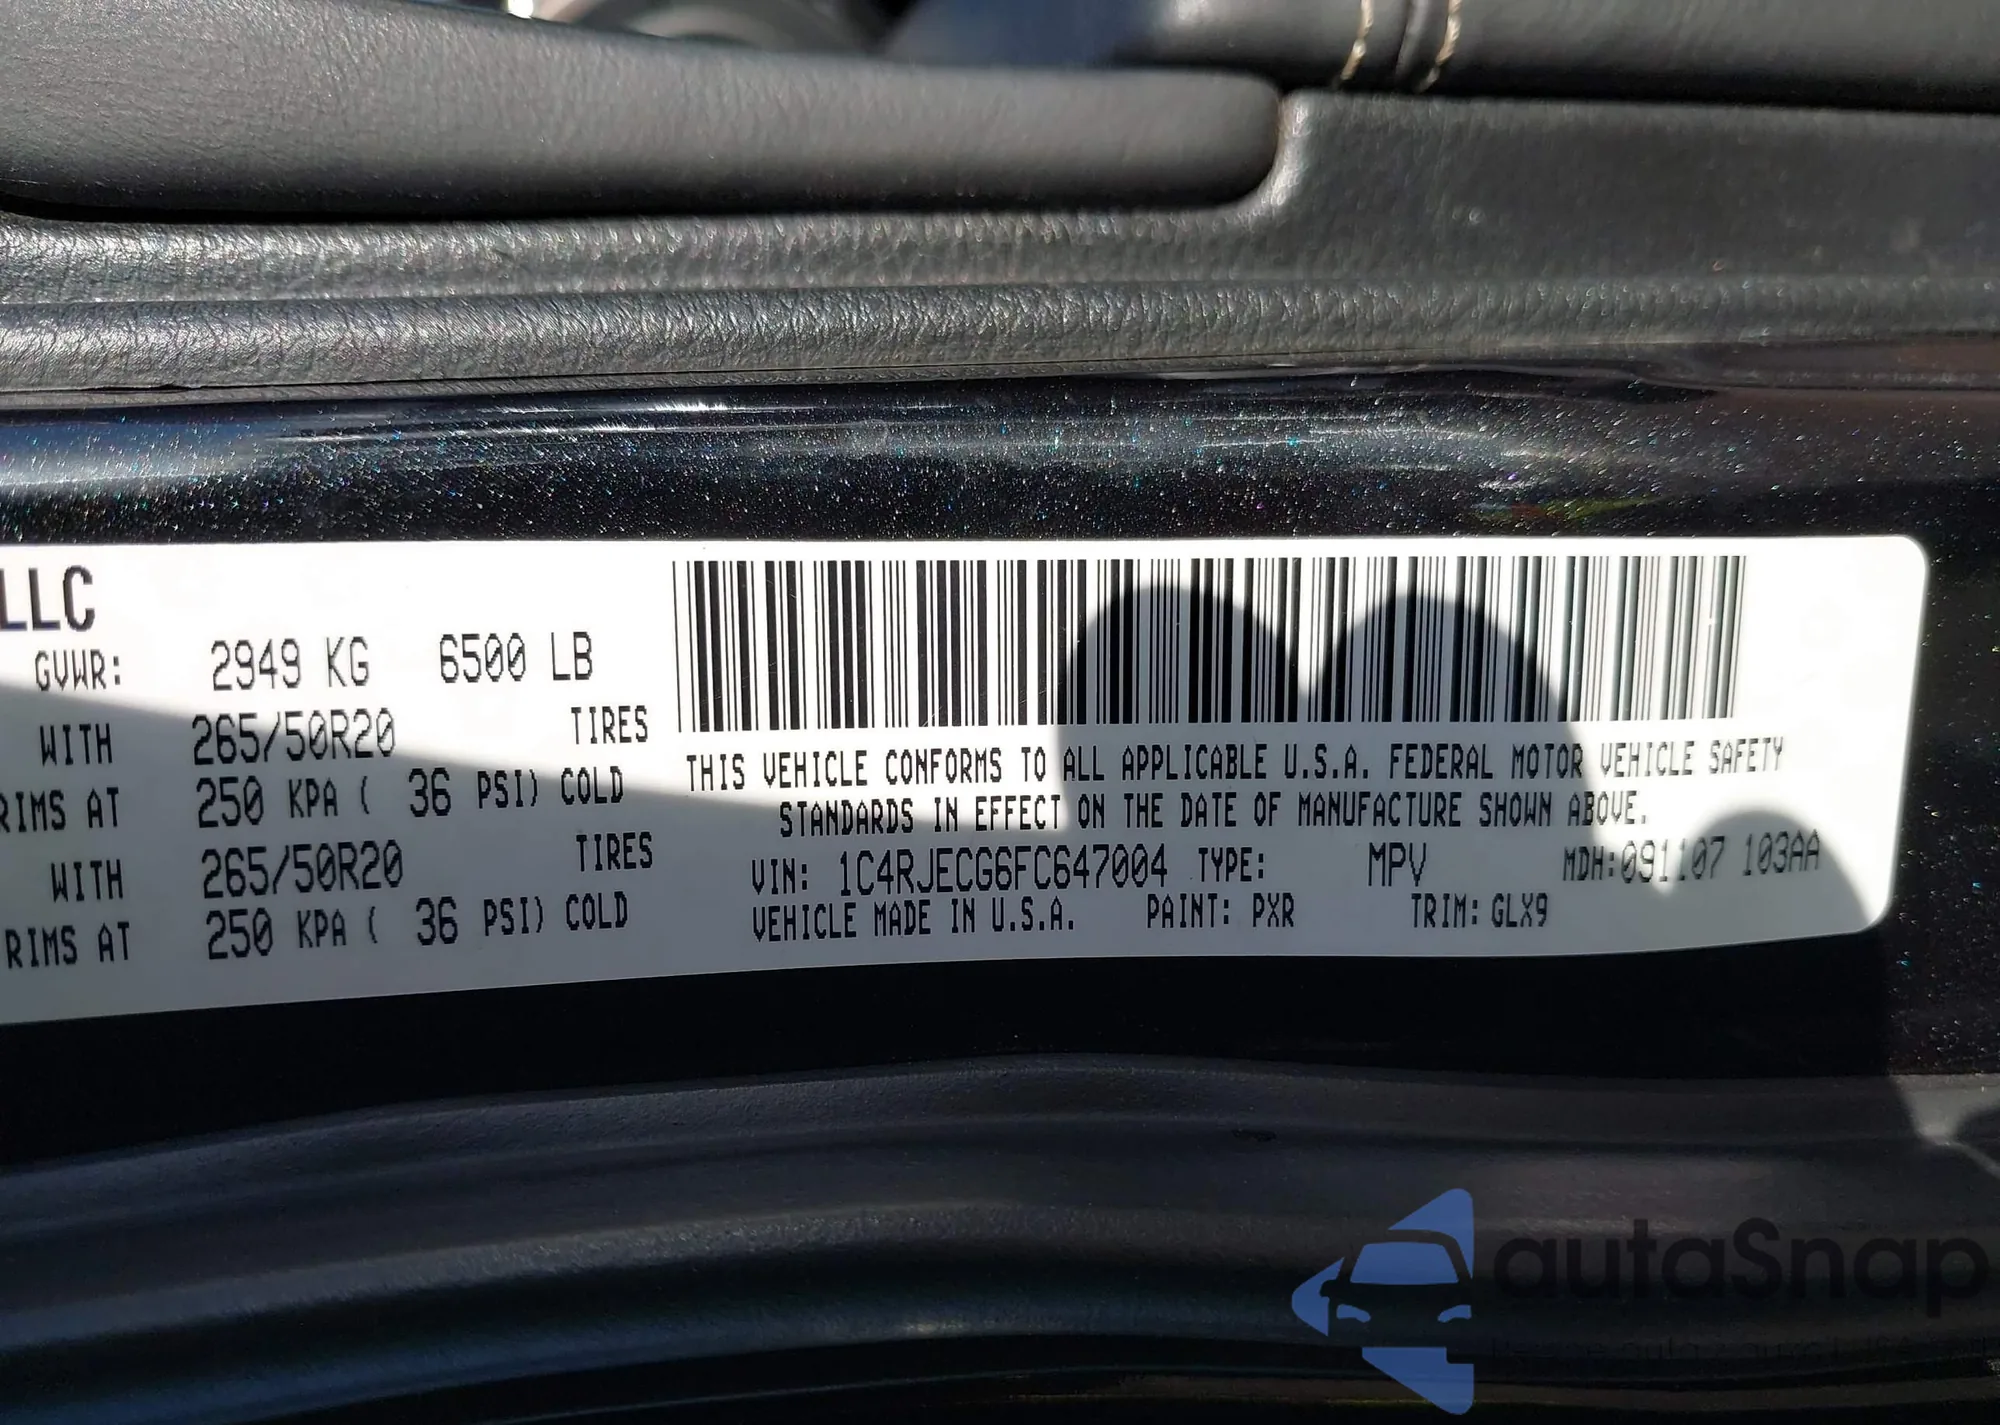 LLC
GVWR: 2949 KG 6500 LB
WITH 265/50R20 TIRES
RIMS AT 250 KPA ( 36 PSI) COLD
WITH 265/50R20 TIRES
RIMS AT 250 KPA ( 36 PSI) COLD
THIS VEHICLE CONFORMS TO ALL APPLICABLE U.S.A. FEDERAL MOTOR VEHICLE SAFETY
STANDARDS IN EFFECT ON THE DATE OF MANUFACTURE SHOWN ABOVE.
VIN: 1C4RJECG6FC647004 TYPE: MPV MDH:091107 103AA
VEHICLE MADE IN U.S.A. PAINT: PXR TRIM: GLX9
autaSnap